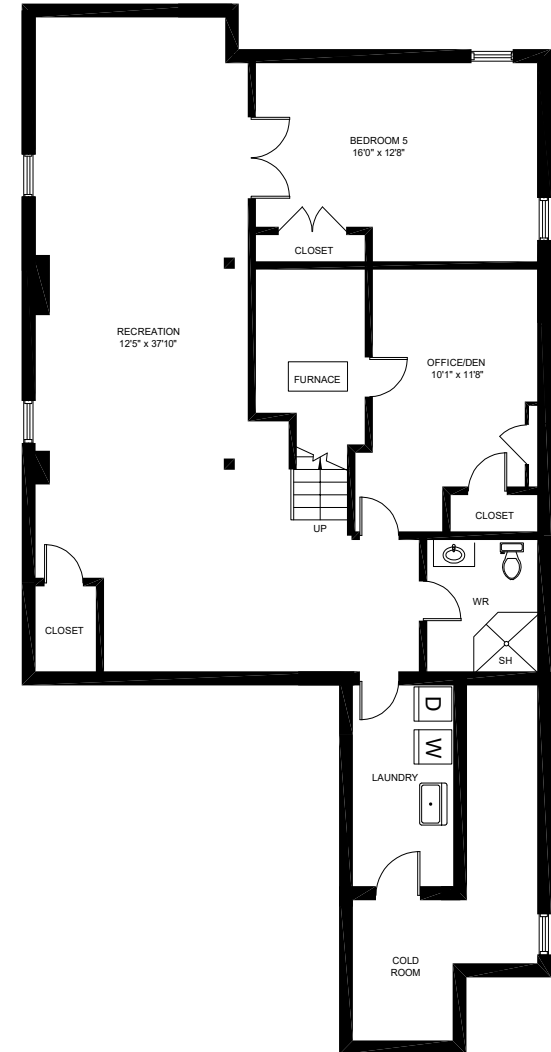 BEDROOM 5
16'0" x 12'8"
CLOSET
RECREATION
12'5" x 37'10"
OFFICE/DEN
10'1" x 11'8"
FURNACE
CLOSET
UP
WR
CLOSET
SH
D
W
LAUNDRY
COLD
ROOM